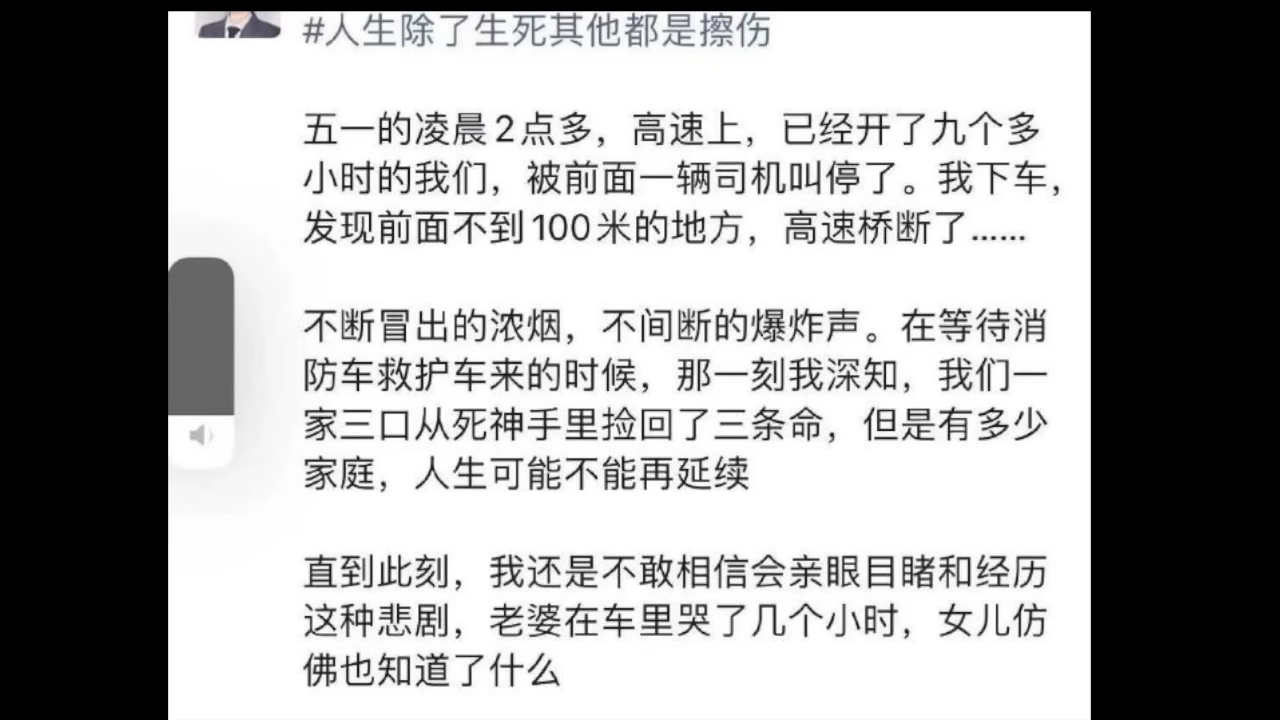 #人生除了生死其他都是擦伤
五一的凌晨2点多，高速上，已经开了九个多
小时的我们，被前面一辆司机叫停了。我下车，
发现前面不到100米的地方，高速桥断了……
不断冒出的浓烟，不间断的爆炸声。在等待消
防车救护车来的时候，那一刻我深知，我们一
家三口从死神手里捡回了三条命，但是有多少
家庭，人生可能不能再延续
直到此刻，我还是不敢相信会亲眼目睹和经历
这种悲剧，老婆在车里哭了几个小时，女儿仿
佛也知道了什么